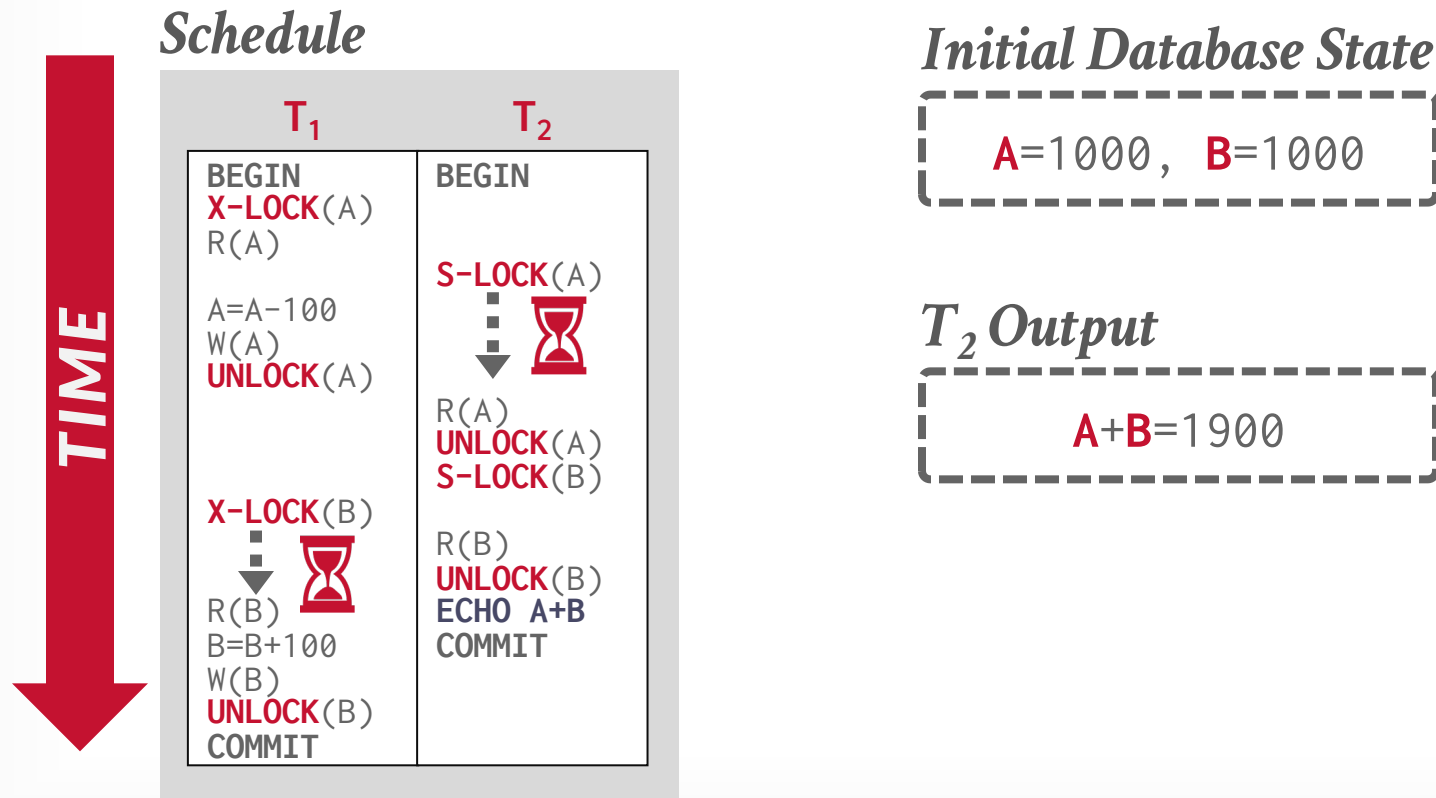 Schedule
TIME
T₁
BEGIN
X-LOCK(A)
R(A)
A=A-100
W(A)
UNLOCK(A)
X-LOCK(B)
R(B)
B=B+100
W(B)
UNLOCK(B)
COMMIT
T₂
BEGIN
S-LOCK(A)
R(A)
UNLOCK(A)
S-LOCK(B)
R(B)
UNLOCK(B)
ECHO A+B
COMMIT
Initial Database State
A=1000, B=1000
T₂ Output
A+B=1900